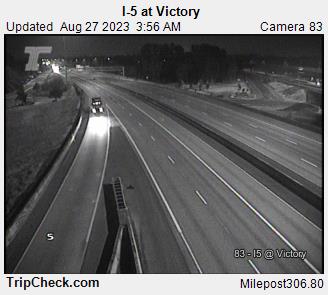 I-5 at Victory
Updated  Aug 27 2023  3:56 AM
Camera 83
S
83 - I5 @ Victory
TripCheck.com
Milepost306.80